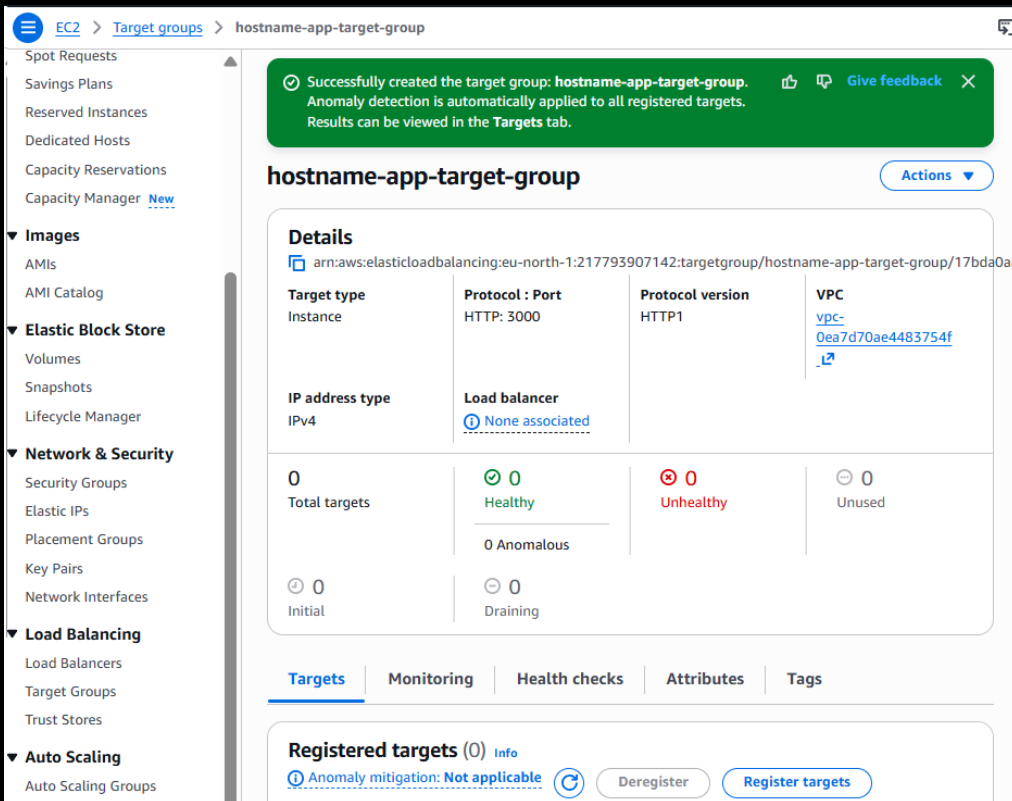 EC2 > Target groups > hostname-app-target-group
Spot Requests
Savings Plans
Reserved Instances
Dedicated Hosts
Capacity Reservations
Capacity Manager New
Images
AMIs
AMI Catalog
Elastic Block Store
Volumes
Snapshots
Lifecycle Manager
Network & Security
Security Groups
Elastic IPs
Placement Groups
Key Pairs
Network Interfaces
Load Balancing
Load Balancers
Target Groups
Trust Stores
Auto Scaling
Auto Scaling Groups
Successfully created the target group: hostname-app-target-group.
Anomaly detection is automatically applied to all registered targets.
Results can be viewed in the Targets tab.
Give feedback
hostname-app-target-group
Actions
Details
arn:aws:elasticloadbalancing:eu-north-1:217793907142:targetgroup/hostname-app-target-group/17bda0a
Target type
Instance
Protocol : Port
HTTP: 3000
Protocol version
HTTP1
VPC
vpc-
0ea7d70ae4483754f
IP address type
IPv4
Load balancer
None associated
0
Total targets
0
Healthy
0 Anomalous
0
Unhealthy
0
Unused
0
Initial
0
Draining
Targets
Monitoring
Health checks
Attributes
Tags
Registered targets (0) Info
Anomaly mitigation: Not applicable
Deregister
Register targets